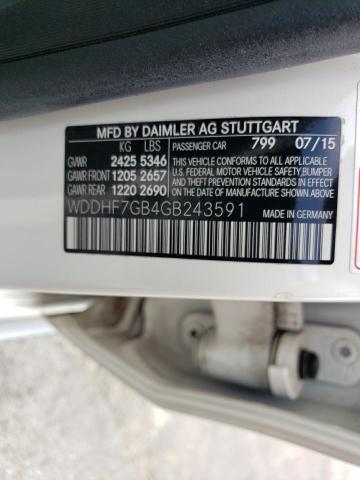 MFD BY DAIMLER AG STUTTGART
KG LBS PASSENGER CAR 799 07/15
GVWR 2425 5346 THIS VEHICLE CONFORMS TO ALL APPLICABLE
GAWR FRONT 1205 2657 U.S. FEDERAL MOTOR VEHICLE SAFETY, BUMPER
GAWR REAR 1220 2690 AND THEFT PREVENTION STANDARDS IN EFFECT
WDDHF7GB4GB243591 ON THE DATE OF MANUFACTURE SHOWN ABOVE.
MADE IN GERMANY